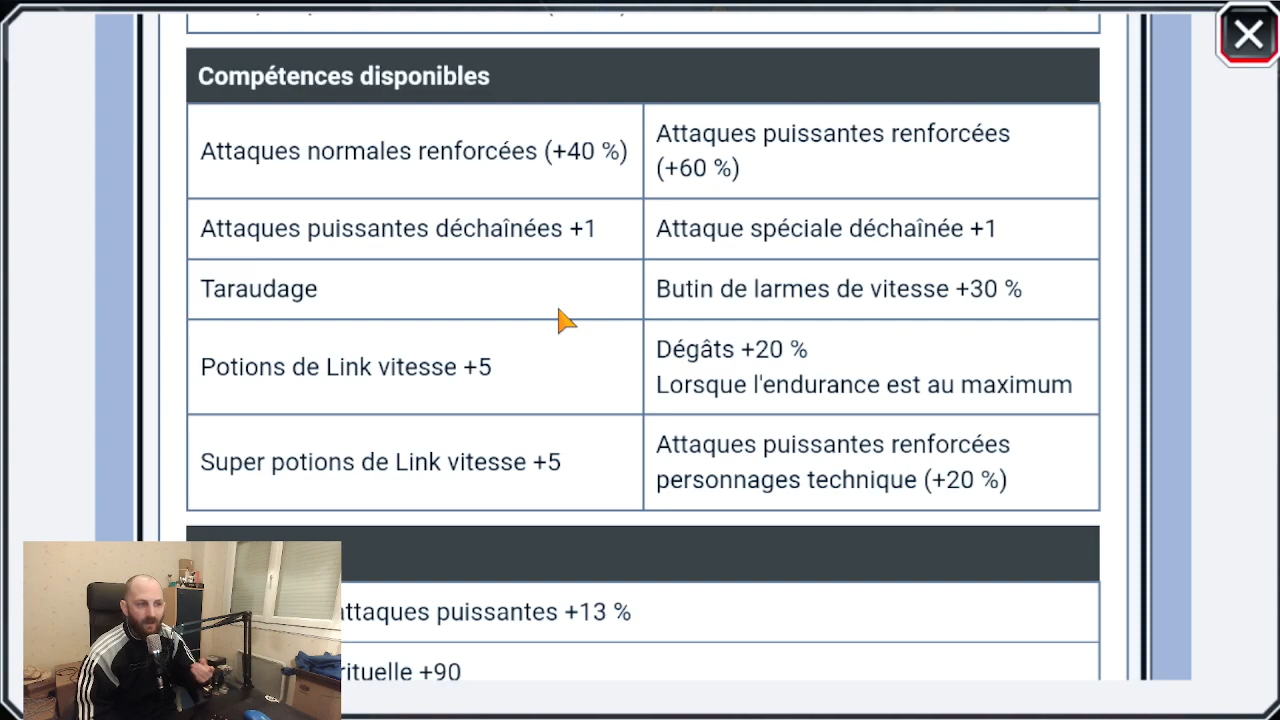 Compétences disponibles
Attaques normales renforcées (+40 %)
Attaques puissantes renforcées
(+60 %)
Attaques puissantes déchaînées +1
Attaque spéciale déchaînée +1
Taraudage
Butin de larmes de vitesse +30 %
Potions de Link vitesse +5
Dégâts +20 %
Lorsque l'endurance est au maximum
Super potions de Link vitesse +5
Attaques puissantes renforcées
personnages technique (+20 %)
attaques puissantes +13 %
rituelle +90